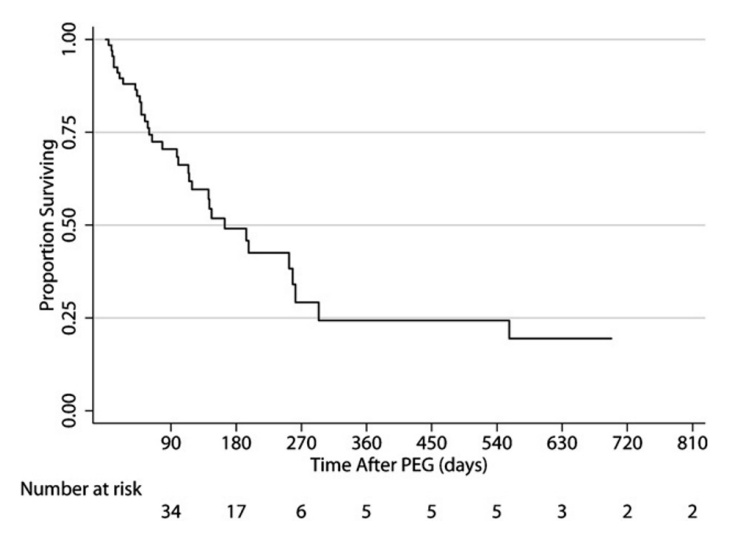 1.00
0.75
0.50
0.25
0.00
Proportion Surviving
90 180 270 360 450 540 630 720 810
Time After PEG (days)
Number at risk
34 17 6 5 5 5 3 2 2